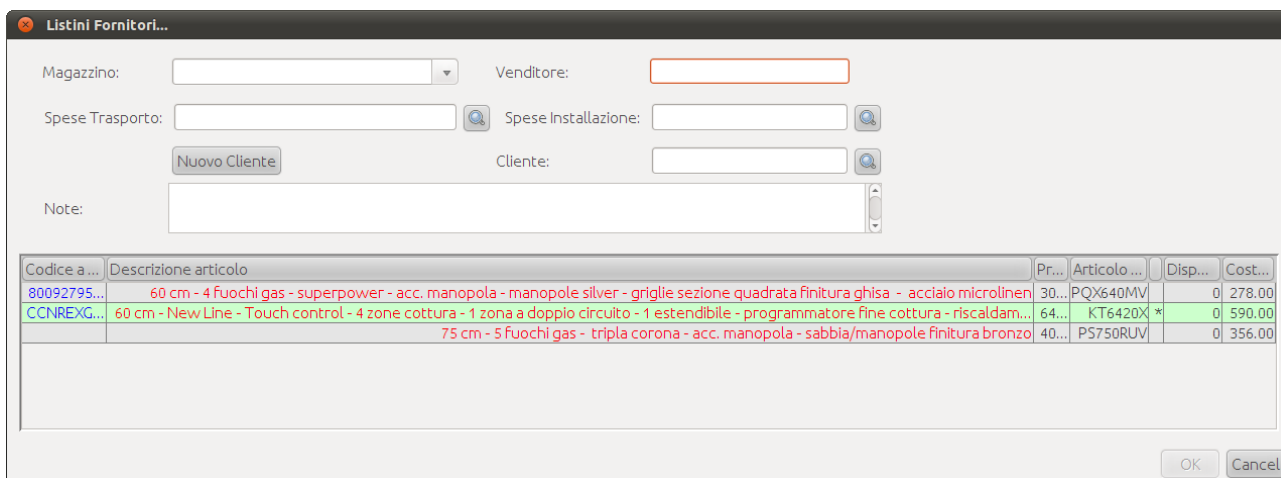 Listini Fornitori...
Magazzino: Venditore:
Spese Trasporto: Spese Installazione:
Nuovo Cliente Cliente:
Note:
Codice a ... Descrizione articolo Pr... Articolo ... Disp... Cost...
80092795... 60 cm - 4 fuochi gas - superpower - acc. manopola - manopole silver - griglie sezione quadrata finitura ghisa - acciaio microlinen 30... PQX640MV 0 278.00
CCNREXG... 60 cm - New Line - Touch control - 4 zone cottura - 1 zona a doppio circuito - 1 estendibile - programmatore fine cottura - riscaldam... 64... KT6420X * 0 590.00
75 cm - 5 fuochi gas - tripla corona - acc. manopola - sabbia/manopole finitura bronzo 40... PS750RUV 0 356.00
OK Cancel